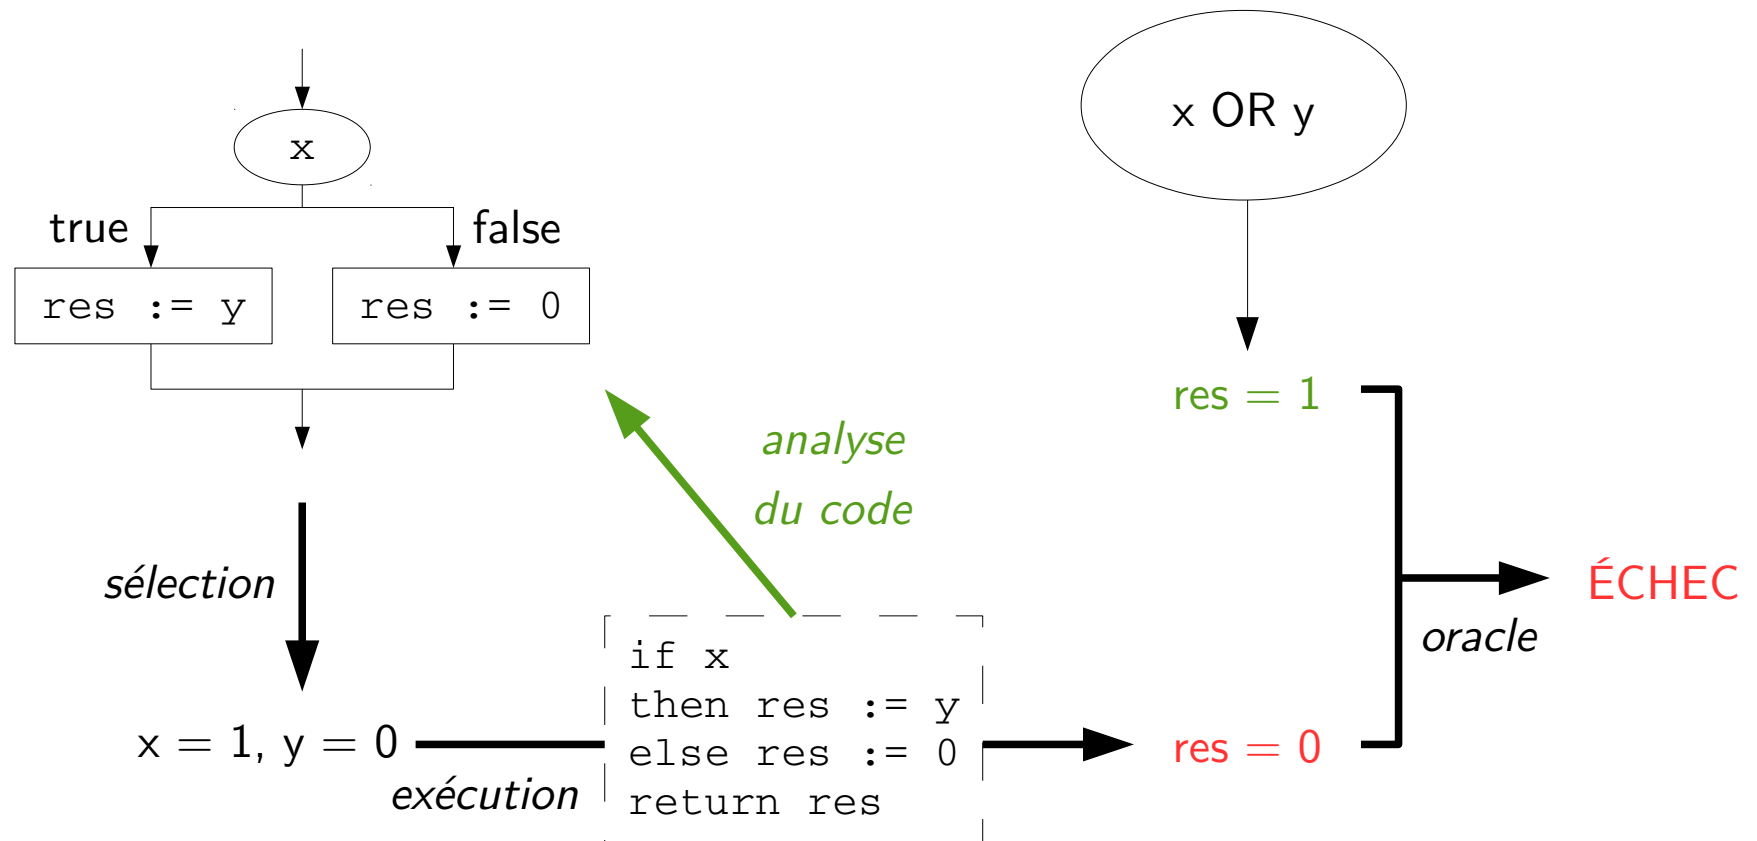 x
true
false
res := y
res := 0
x OR y
res = 1
analyse
du code
sélection
ÉCHEC
oracle
if x
then res := y
else res := 0
return res
x = 1, y = 0
exécution
res = 0